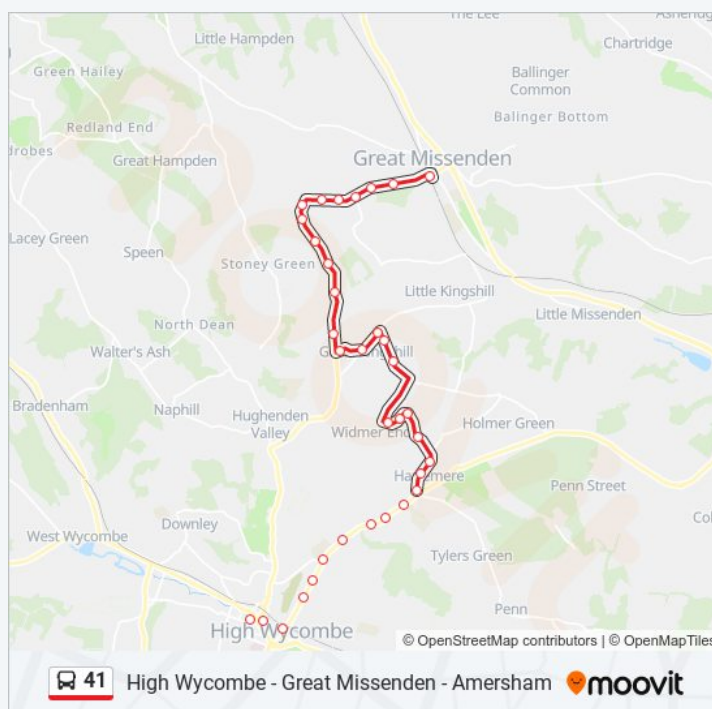 The Lee
Little Hampden
Chartridge
Green Hailey
Ballinger
Common
Balinger Bottom
Redland End
Great Hampden
Great Missenden
Lacey Green
Speen
Stoney Green
Little Kingshill
Little Missenden
North Dean
Walter's Ash
Bradenham
Naphill
Hughenden
Valley
Widmer End
Holmer Green
Penn Street
Downley
West Wycombe
Tylers Green
Penn
High Wycombe
© OpenStreetMap contributors | © OpenMapTiles
41 High Wycombe - Great Missenden - Amersham moovit